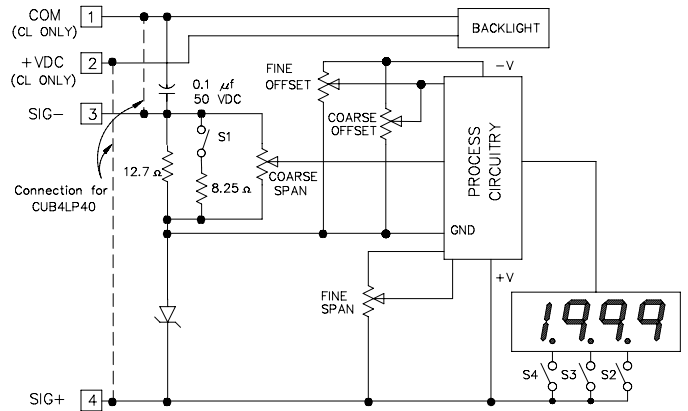 COM
(CL ONLY)
1
BACKLIGHT
+VDC
(CL ONLY)
2
0.1 μf
50 VDC
FINE
OFFSET
-V
SIG-
3
COARSE
OFFSET
S1
12.7 Ω
8.25 Ω
COARSE
SPAN
PROCESS
CIRCUITRY
Connection for
CUB4LP40
GND
+V
FINE
SPAN
1.9.9.9
S4
S3
S2
SIG+
4